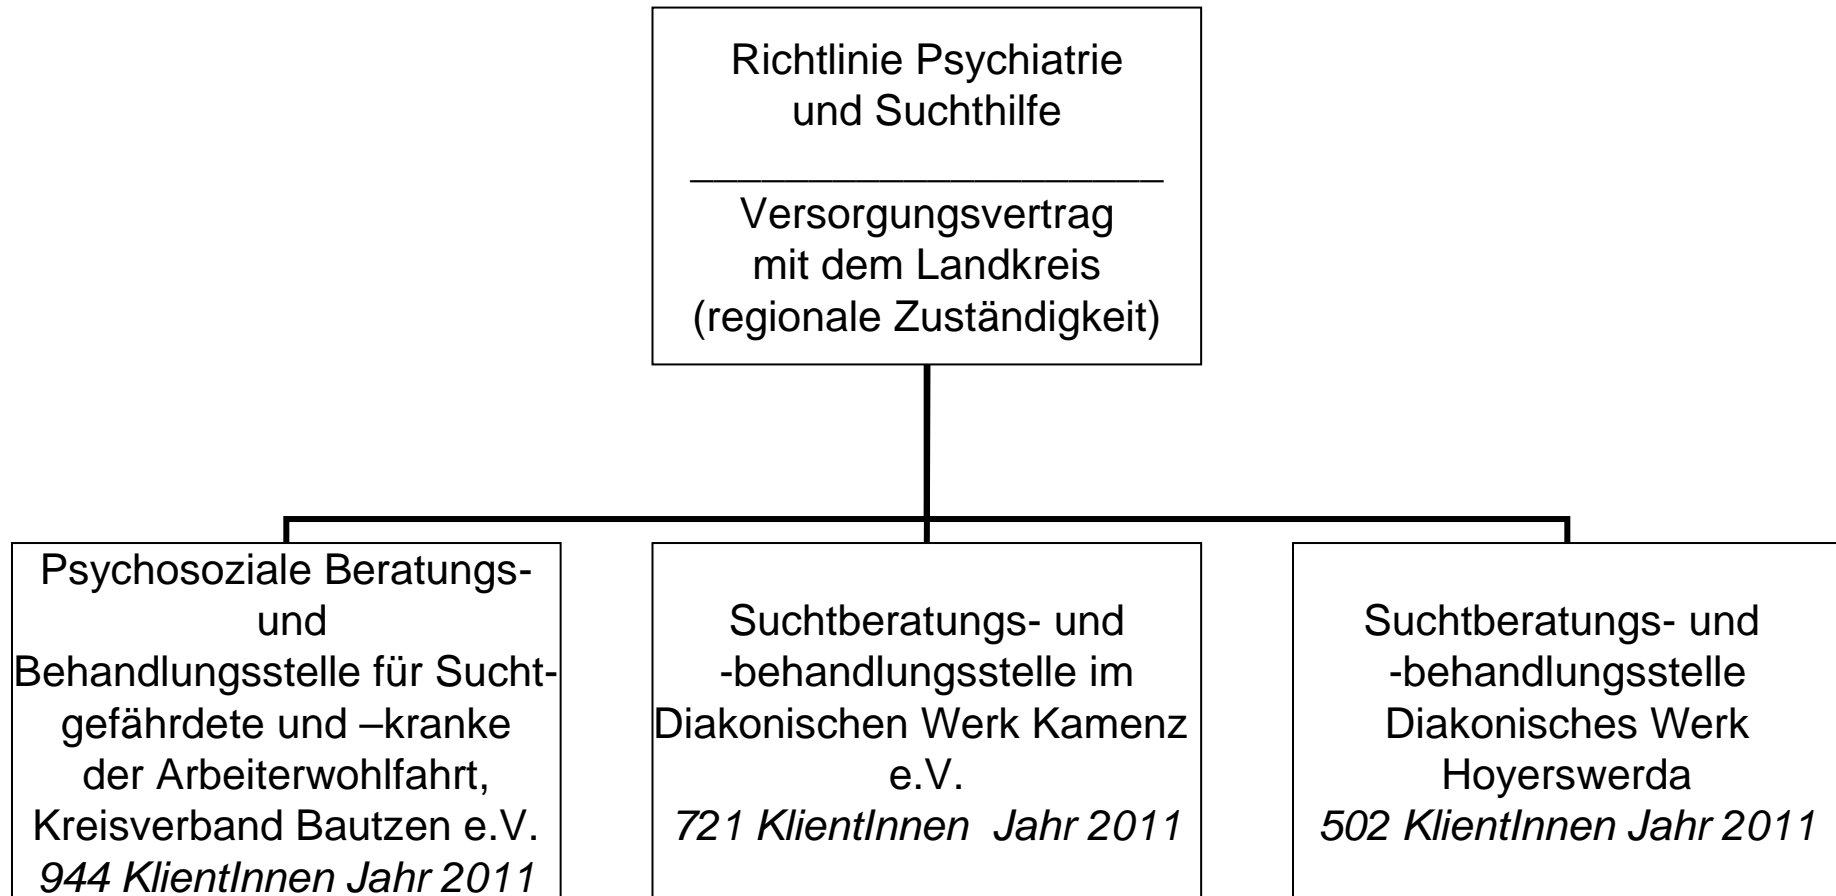 Richtlinie Psychiatrie
und Suchthilfe
____________________
Versorgungsvertrag
mit dem Landkreis
(regionale Zuständigkeit)
Psychosoziale Beratungs-
und
Behandlungsstelle für Sucht-
gefährdete und –kranke
der Arbeiterwohlfahrt,
Kreisverband Bautzen e.V.
944 KlientInnen Jahr 2011
Suchtberatungs- und
-behandlungsstelle im
Diakonischen Werk Kamenz
e.V.
721 KlientInnen  Jahr 2011
Suchtberatungs- und
-behandlungsstelle
Diakonisches Werk
Hoyerswerda
502 KlientInnen Jahr 2011